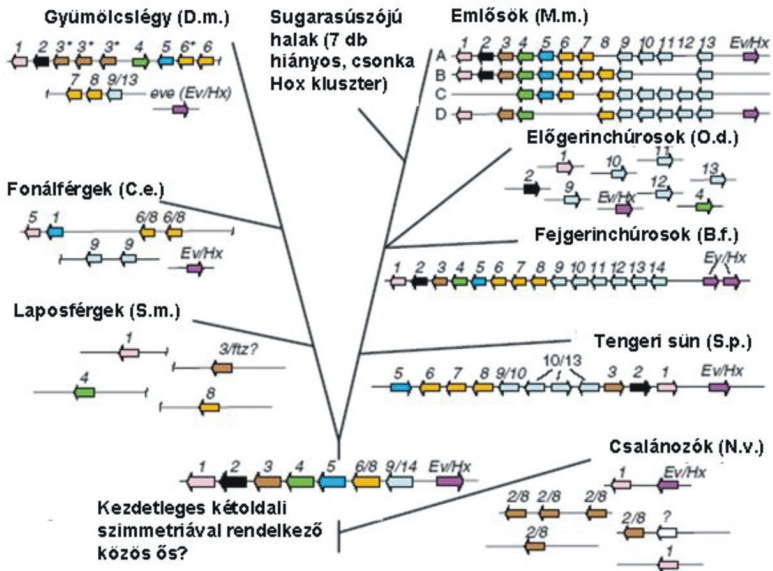 Gyümölcslégy (D.m.)
1 2 3* 3* 3* 4 5 6* 6
7 8 9/13
eve (Ev/Hx)
Sugarasúszójú
halak (7 db
hiányos, csonka
Hox kluszter)
Emlősök (M.m.)
1 2 3 4 5 6 7 8 9 10 11 12 13 Ev/Hx
A
B
C
D
Előgerinchúrosok (O.d.)
1 10 11 13
2 9 Ev/Hx 12 4
Fonálférgek (C.e.)
5 1 6/8 6/8
9 9 Ev/Hx
Fejgerinchúrosok (B.f.)
Ev/Hx
1 2 3 4 5 6 7 8 9 10 11 12 13 14
Laposférgek (S.m.)
1
3/ftz?
4
8
Tengeri sün (S.p.)
10/13
5 6 7 8 9/10 3 2 1 Ev/Hx
1 2 3 4 5 6/8 9/14 Ev/Hx
Kezdetleges kétoldali
szimmetriával rendelkező
közös ős?
Csalánozók (N.v.)
1 Ev/Hx
2/8 2/8 2/8
2/8 ?
2/8
1